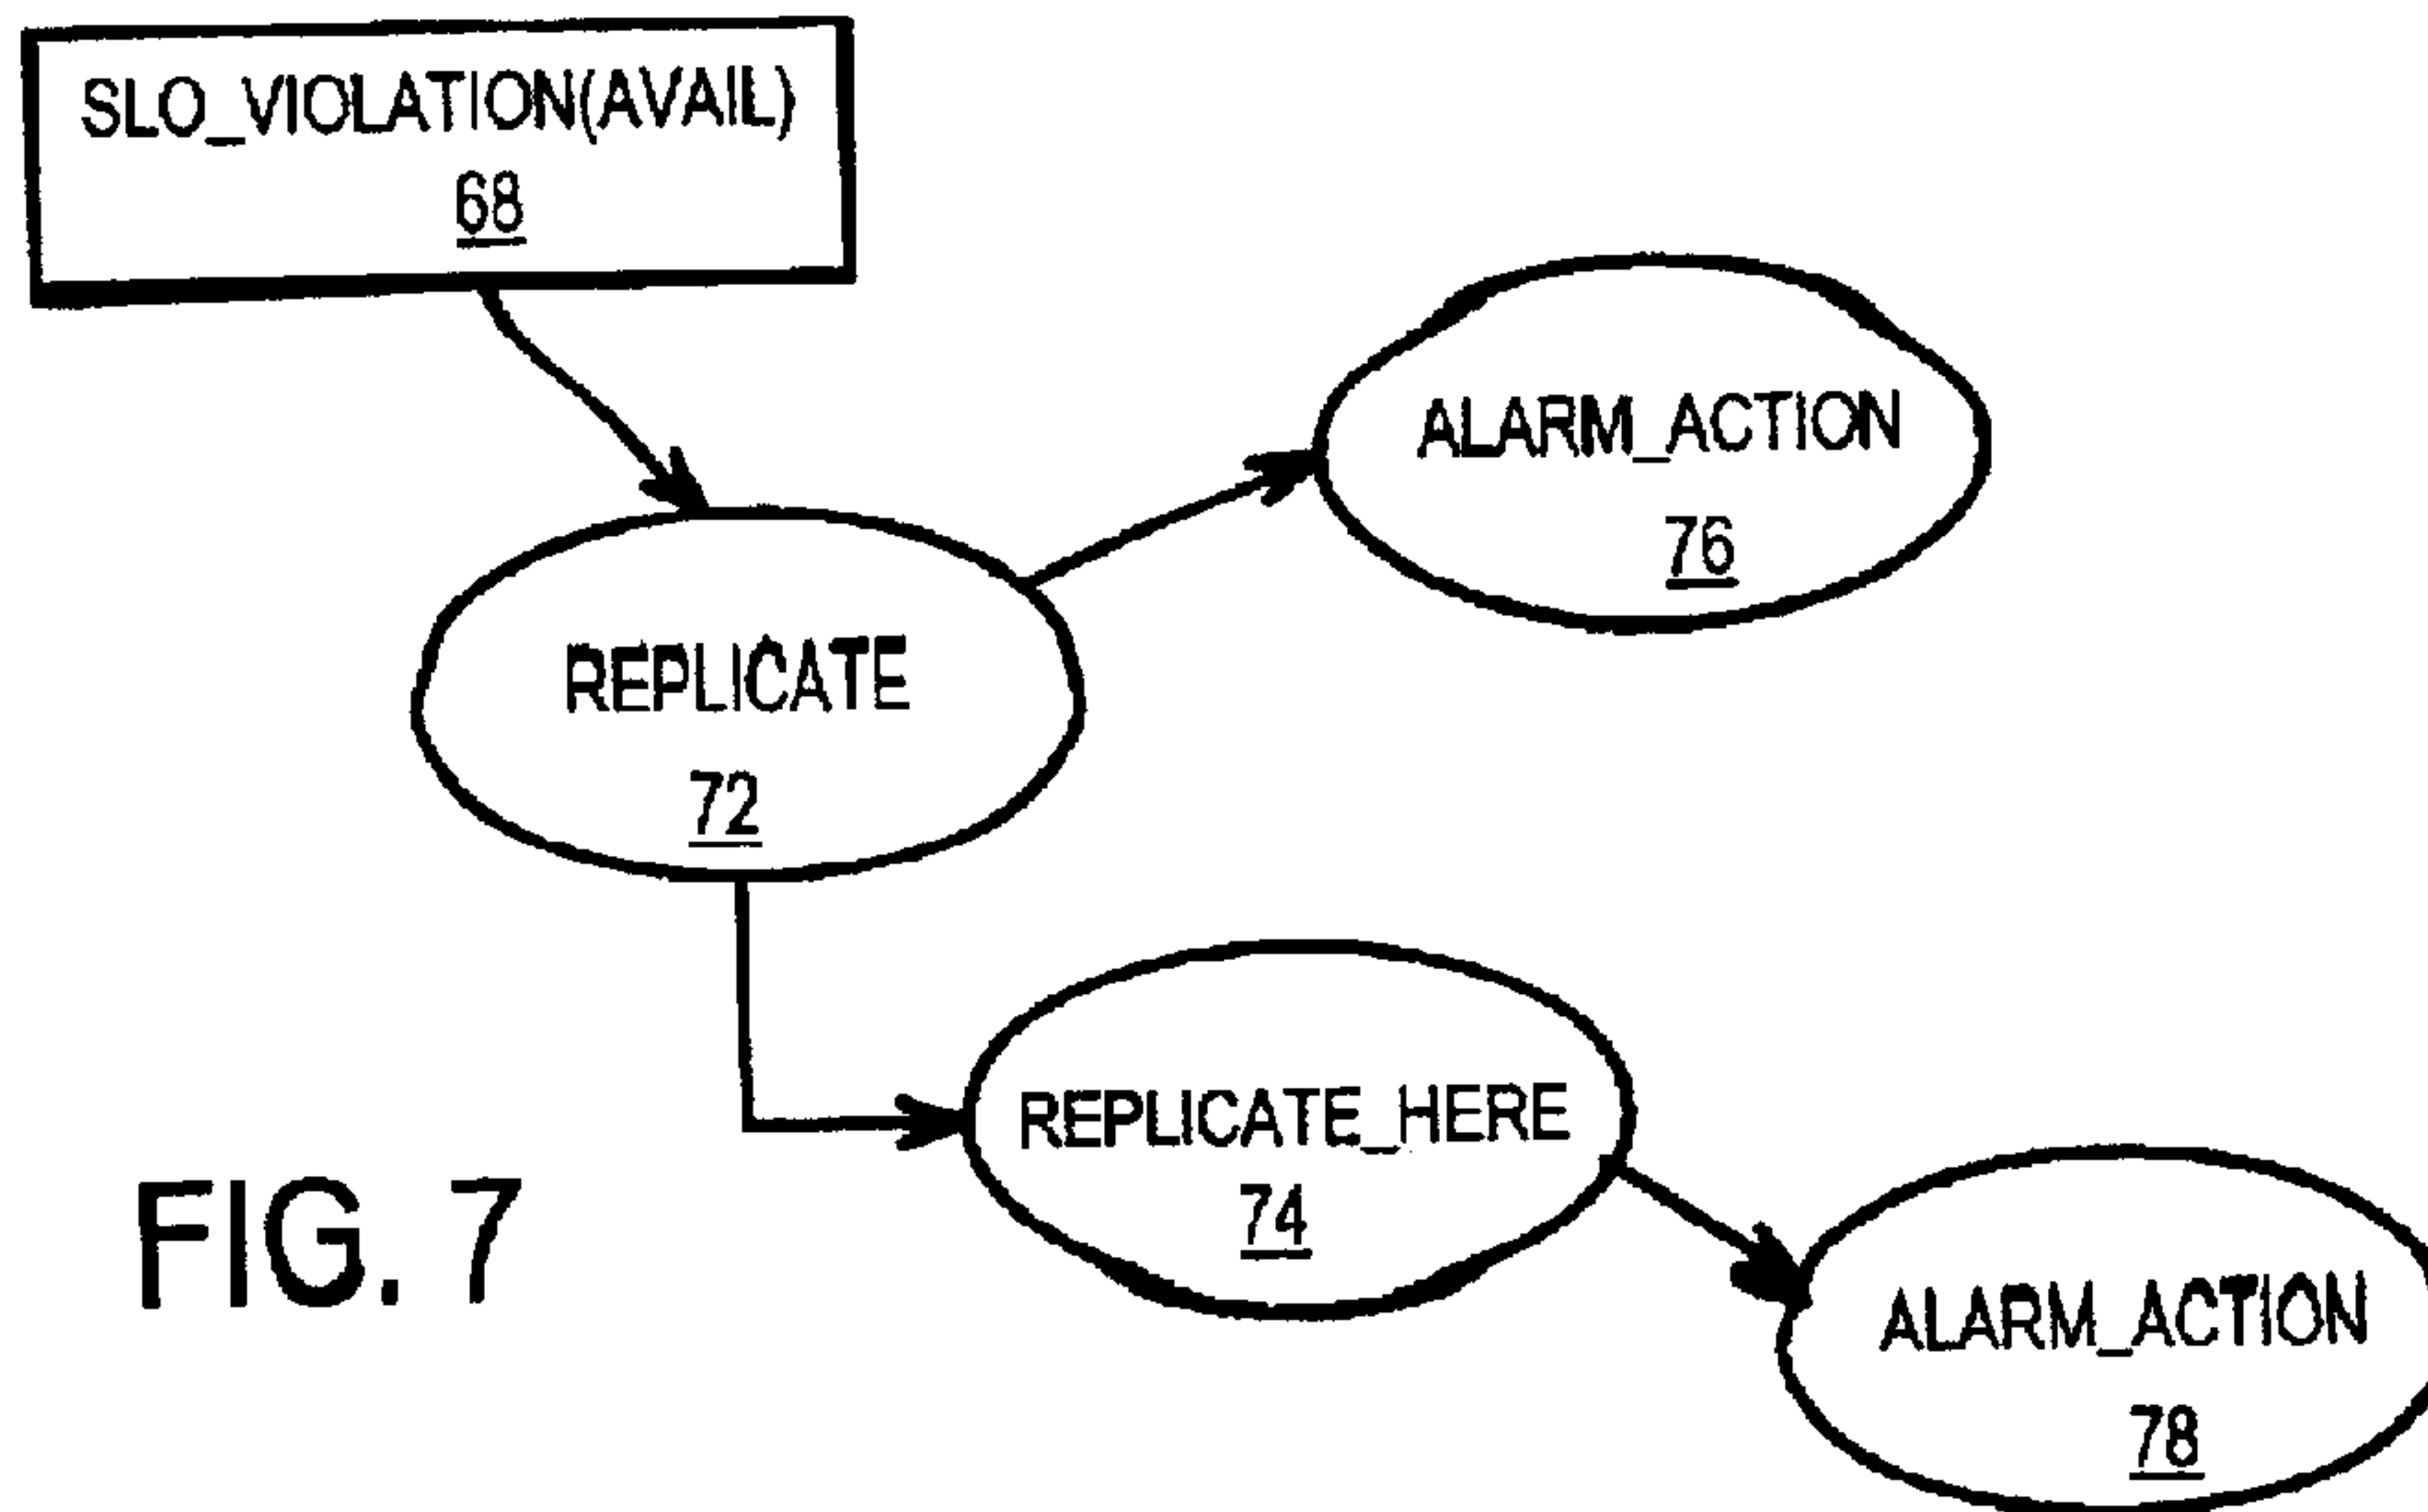 SLO_VIOLATION(AVAIL)
68
ALARM_ACTION
76
REPLICATE
72
REPLICATE_HERE
74
ALARM_ACTION
78
FIG. 7